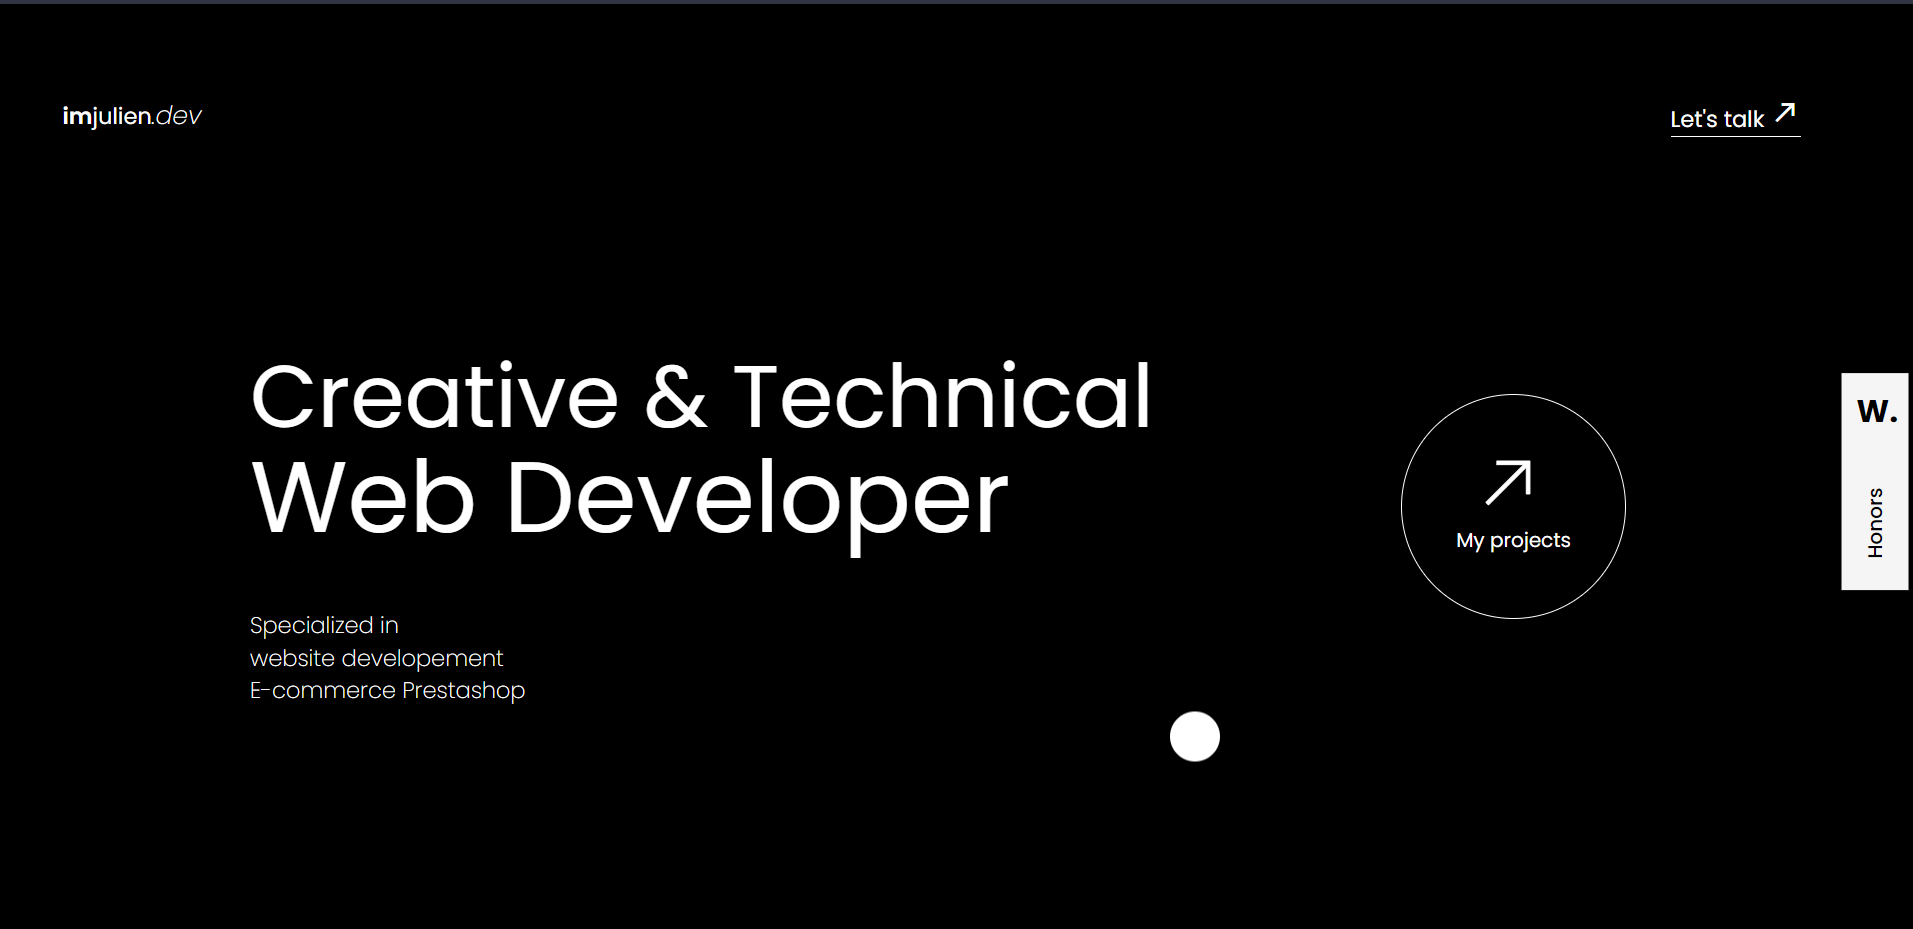 imjulien.dev
Let's talk
Creative & Technical
Web Developer
Specialized in
website developement
E-commerce Prestashop
My projects
W.
Honors